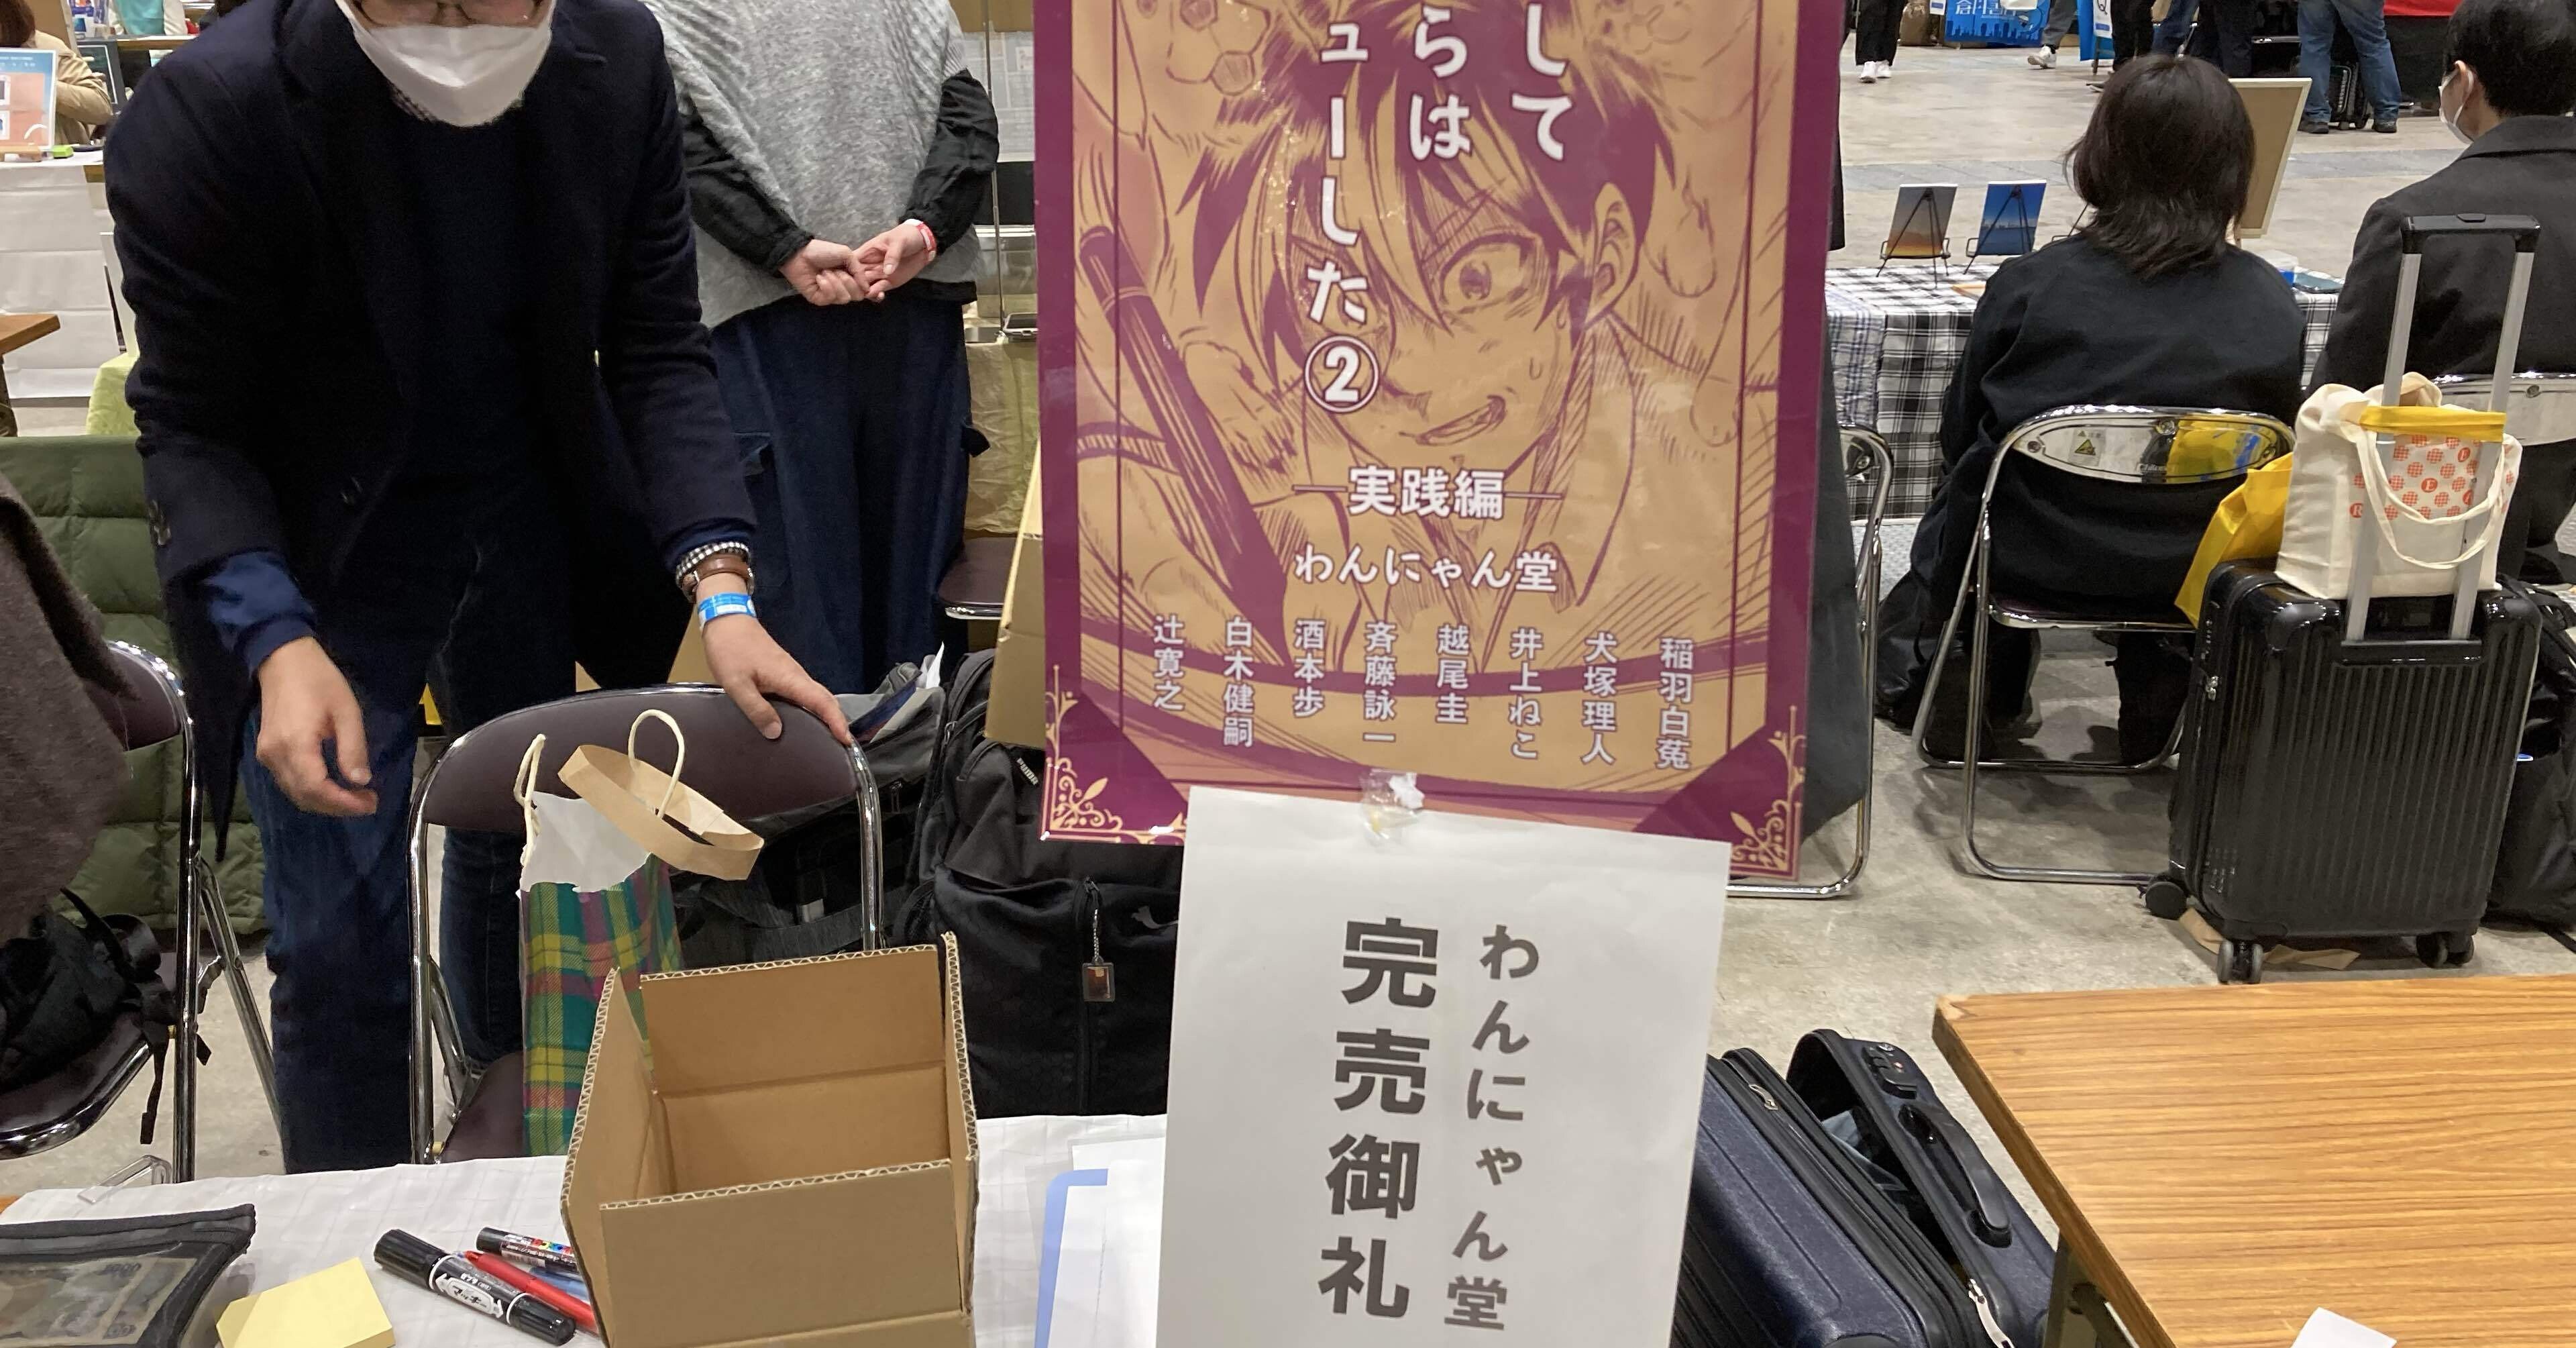 して
らは
ューした②
実践編
わんにゃん堂
稲羽白菟
犬塚理人
井上ねこ
越尾圭
斉藤詠一
酒本歩
白木健嗣
辻寛之
わんにゃん堂
完売御礼